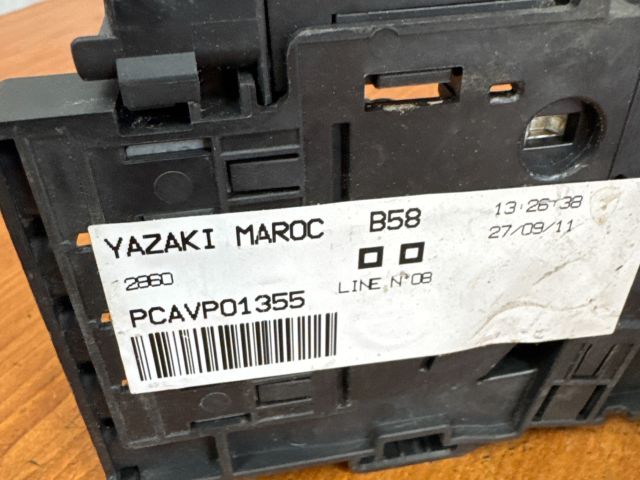 YAZAKI MAROC B58 13:26:38
27/09/11
2860 LINE N°08
PCAVP01355